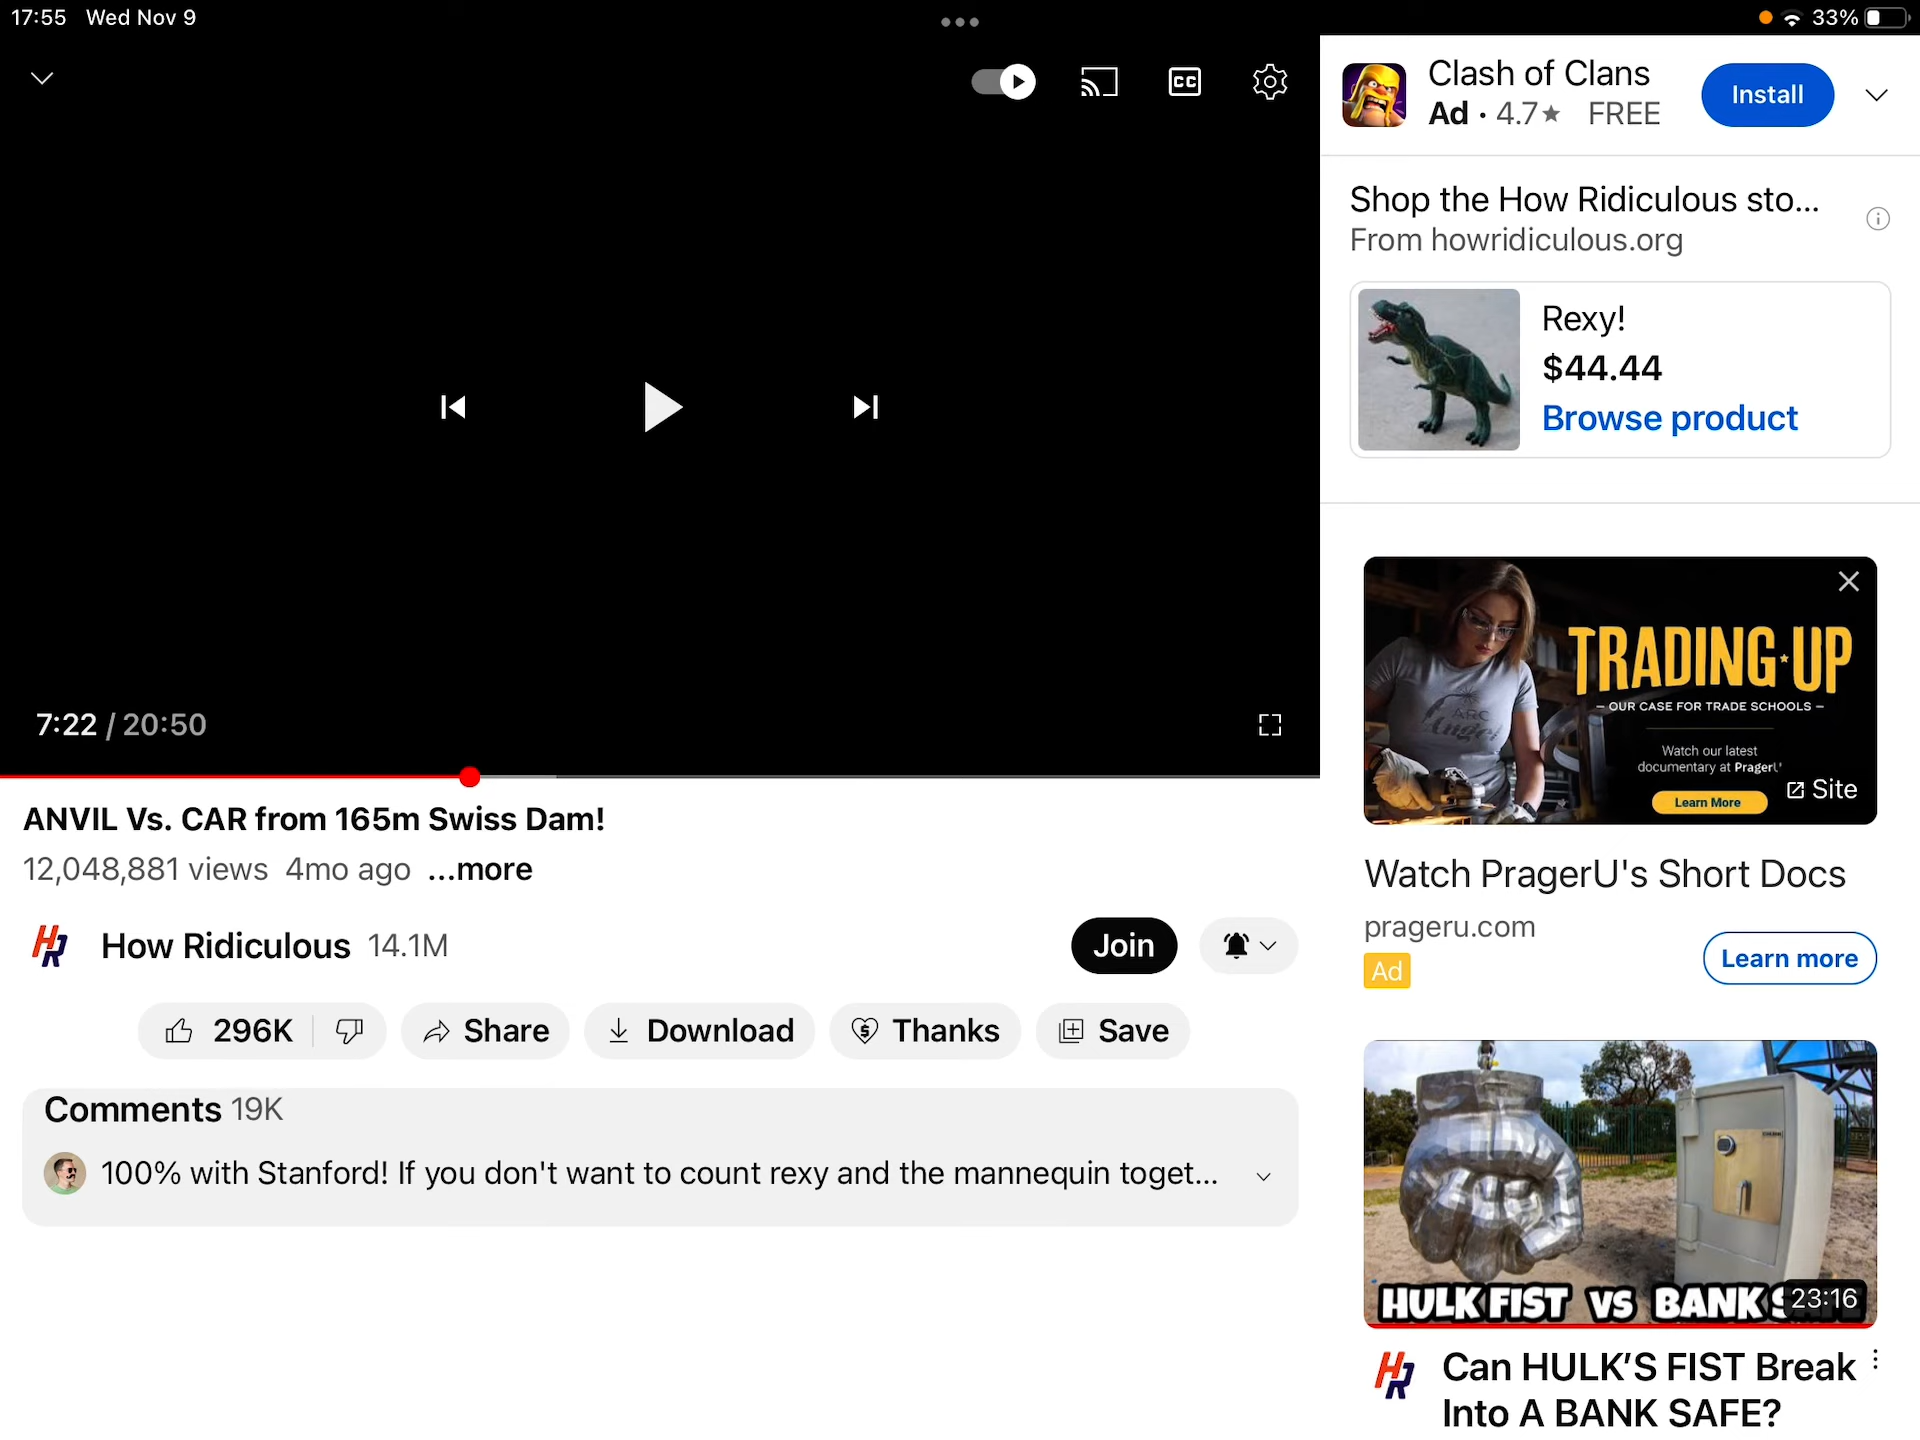 17:55 Wed Nov 9
33%
CC
7:22 / 20:50
ANVIL Vs. CAR from 165m Swiss Dam!
12,048,881 views 4mo ago ...more
How Ridiculous 14.1M
Join
296K
Share
Download
Thanks
Save
Comments 19K
100% with Stanford! If you don't want to count rexy and the mannequin toget...
Clash of Clans
Ad • 4.7★ FREE
Install
Shop the How Ridiculous sto...
From howridiculous.org
Rexy!
$44.44
Browse product
ARC
Angel
TRADING★UP
– OUR CASE FOR TRADE SCHOOLS –
Watch our latest
documentary at PragerU
Learn More
Site
Watch PragerU's Short Docs
prageru.com
Ad
Learn more
HULK FIST VS BANK S
23:16
HR
Can HULK'S FIST Break
Into A BANK SAFE?